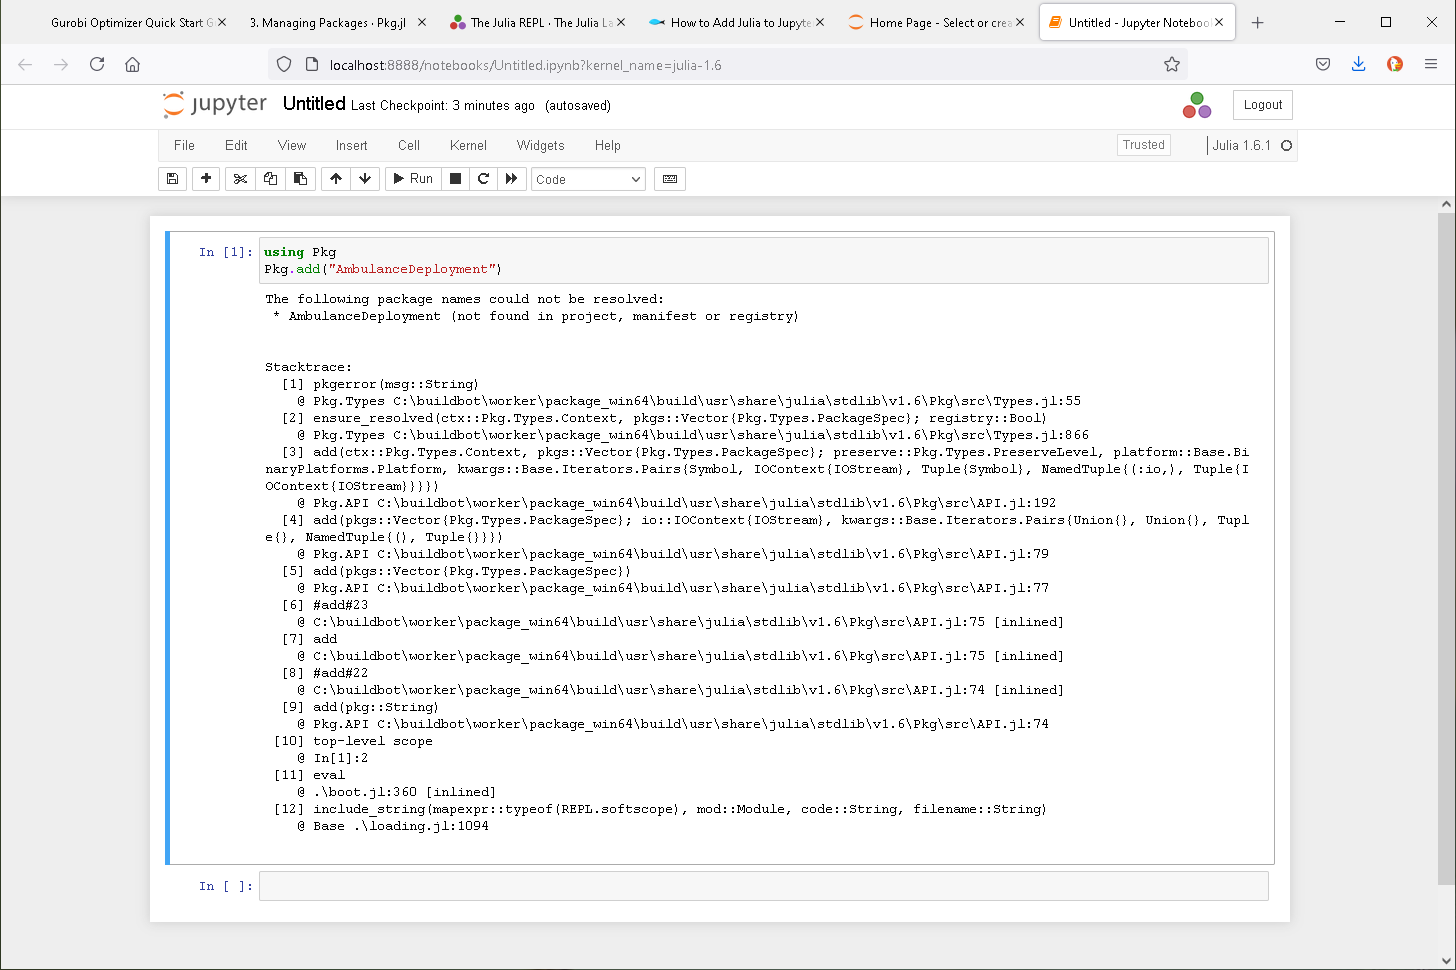 Gurobi Optimizer Quick Start G
3. Managing Packages · Pkg.jl
The Julia REPL · The Julia La
How to Add Julia to Jupyte
Home Page - Select or crea
Untitled - Jupyter Noteboo
localhost:8888/notebooks/Untitled.ipynb?kernel_name=julia-1.6
jupyter Untitled Last Checkpoint: 3 minutes ago (autosaved)
Logout
File Edit View Insert Cell Kernel Widgets Help
Trusted
Julia 1.6.1
Run
Code
In [1]: using Pkg
Pkg.add("AmbulanceDeployment")
The following package names could not be resolved:
 * AmbulanceDeployment (not found in project, manifest or registry)
Stacktrace:
[1] pkgerror(msg::String)
@ Pkg.Types C:\buildbot\worker\package_win64\build\usr\share\julia\stdlib\v1.6\Pkg\src\Types.jl:55
[2] ensure_resolved(ctx::Pkg.Types.Context, pkgs::Vector{Pkg.Types.PackageSpec}; registry::Bool)
@ Pkg.Types C:\buildbot\worker\package_win64\build\usr\share\julia\stdlib\v1.6\Pkg\src\Types.jl:866
[3] add(ctx::Pkg.Types.Context, pkgs::Vector{Pkg.Types.PackageSpec}; preserve::Pkg.Types.PreserveLevel, platform::Base.Bi
naryPlatforms.Platform, kwargs::Base.Iterators.Pairs{Symbol, IOContext{IOStream}, Tuple{Symbol}, NamedTuple{(:io,), Tuple{I
OContext{IOStream}}}})
@ Pkg.API C:\buildbot\worker\package_win64\build\usr\share\julia\stdlib\v1.6\Pkg\src\API.jl:192
[4] add(pkgs::Vector{Pkg.Types.PackageSpec}; io::IOContext{IOStream}, kwargs::Base.Iterators.Pairs{Union{}, Union{}, Tupl
e{}, NamedTuple{(), Tuple{}}})
@ Pkg.API C:\buildbot\worker\package_win64\build\usr\share\julia\stdlib\v1.6\Pkg\src\API.jl:79
[5] add(pkgs::Vector{Pkg.Types.PackageSpec})
@ Pkg.API C:\buildbot\worker\package_win64\build\usr\share\julia\stdlib\v1.6\Pkg\src\API.jl:77
[6] #add#23
@ C:\buildbot\worker\package_win64\build\usr\share\julia\stdlib\v1.6\Pkg\src\API.jl:75 [inlined]
[7] add
@ C:\buildbot\worker\package_win64\build\usr\share\julia\stdlib\v1.6\Pkg\src\API.jl:75 [inlined]
[8] #add#22
@ C:\buildbot\worker\package_win64\build\usr\share\julia\stdlib\v1.6\Pkg\src\API.jl:74 [inlined]
[9] add(pkg::String)
@ Pkg.API C:\buildbot\worker\package_win64\build\usr\share\julia\stdlib\v1.6\Pkg\src\API.jl:74
[10] top-level scope
@ In[1]:2
[11] eval
@ .\boot.jl:360 [inlined]
[12] include_string(mapexpr::typeof(REPL.softscope), mod::Module, code::String, filename::String)
@ Base .\loading.jl:1094
In [ ]: